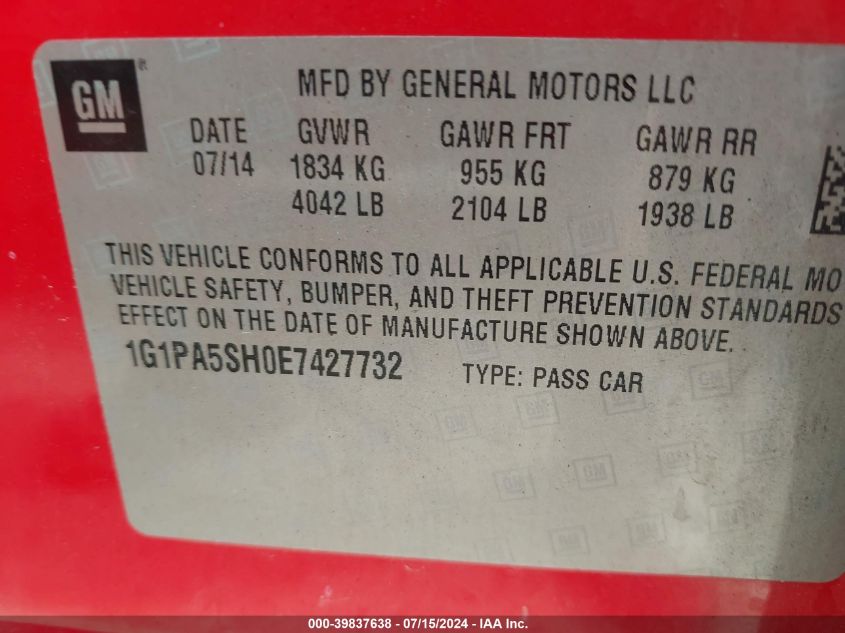 GM®
MFD BY GENERAL MOTORS LLC
DATE GVWR GAWR FRT GAWR RR
07/14 1834 KG 955 KG 879 KG
4042 LB 2104 LB 1938 LB
THIS VEHICLE CONFORMS TO ALL APPLICABLE U.S. FEDERAL MO
VEHICLE SAFETY, BUMPER, AND THEFT PREVENTION STANDARDS
EFFECT ON THE DATE OF MANUFACTURE SHOWN ABOVE.
1G1PA5SH0E7427732 TYPE: PASS CAR
000-39837638 - 07/15/2024 - IAA Inc.